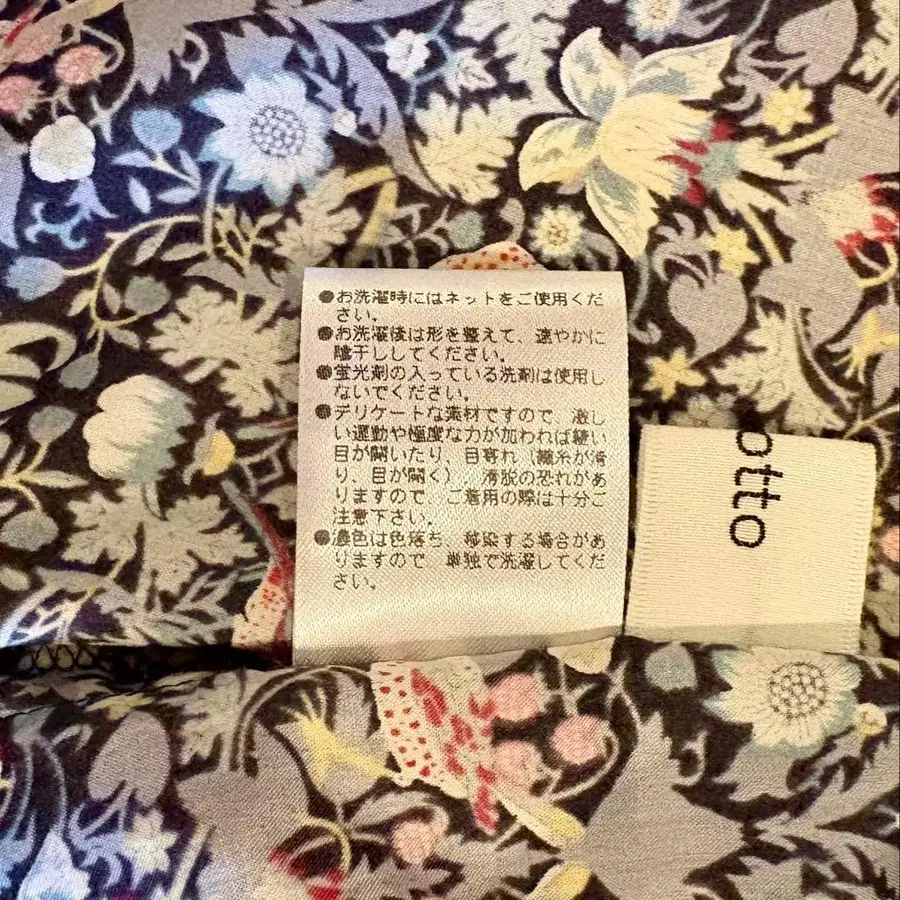 ●お洗濯時にはネットをご使用くだ
さい。
●お洗濯後は形を整えて、速やかに
陰干ししてください。
●蛍光剤の入っている洗剤は使用し
ないでください。
●デリケートな素材ですので、激し
い運動や極度な力が加われば縫い
目が開いたり、目寄れ（織糸が滑
り、目が開く）、滑脱の恐れがあ
りますので ご着用の際は十分ご
注意下さい。
●濃色は色落ち、移染する場合があ
りますので 単独で洗濯してくだ
さい。
otto